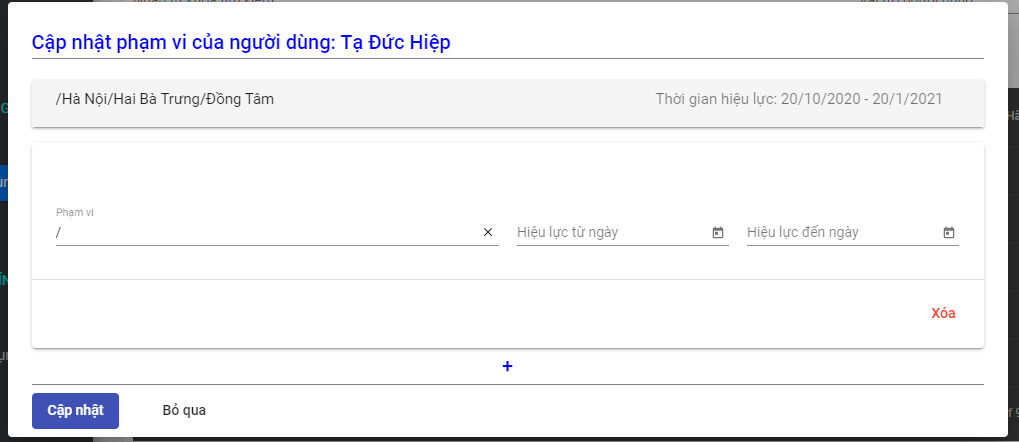 Cập nhật phạm vi của người dùng: Tạ Đức Hiệp
/Hà Nội/Hai Bà Trưng/Đồng Tâm
Thời gian hiệu lực: 20/10/2020 - 20/1/2021
Phạm vi
/
Hiệu lực từ ngày
Hiệu lực đến ngày
Xóa
+
Cập nhật
Bỏ qua